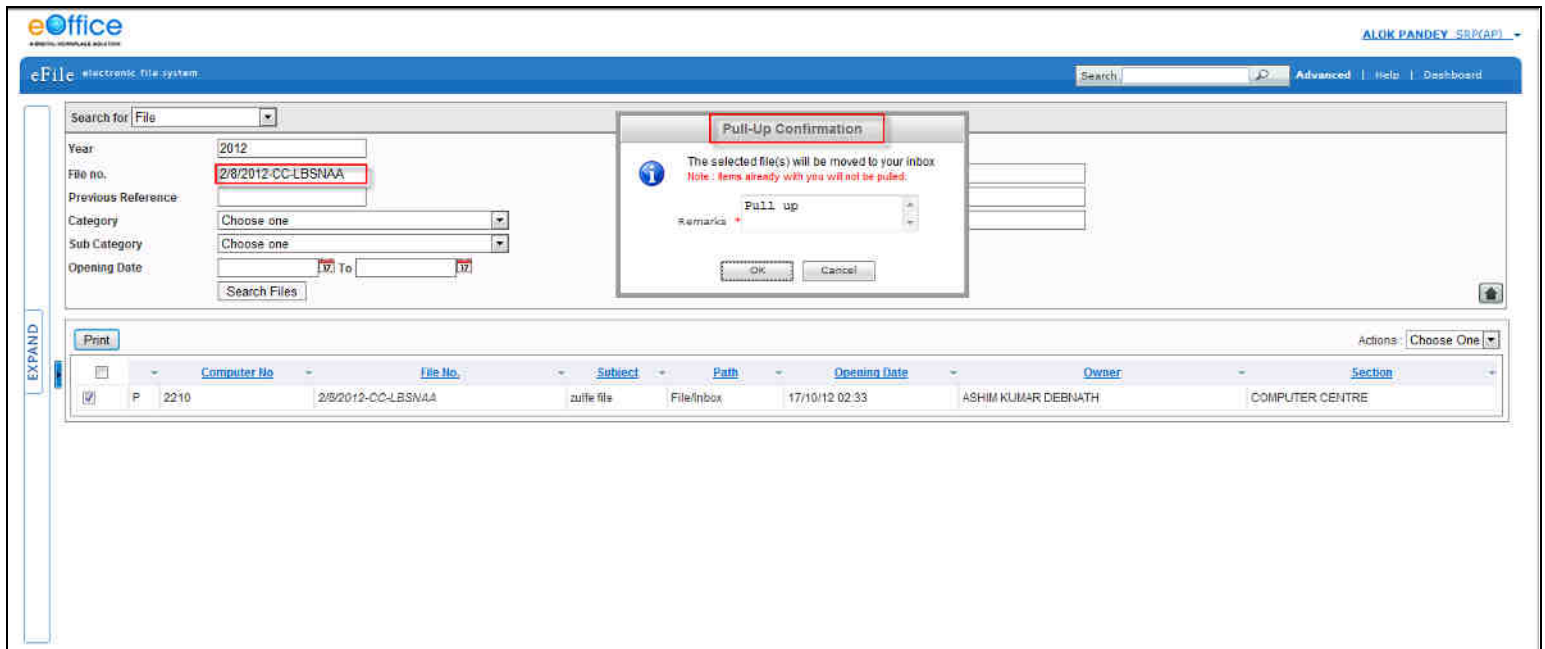 eOffice
A DIGITAL WORKPLACE SOLUTION
ALOK PANDEY SRP(AP)
eFile electronic file system
Search
Advanced | Help | Dashboard
Search for File
Year 2012
File no. 2/8/2012-CC-LBSNAA
Previous Reference
Category Choose one
Sub Category Choose one
Opening Date 17 To 17
Search Files
Pull-Up Confirmation
The selected file(s) will be moved to your inbox
Note : Items already with you will not be pulled.
Remarks * Pull up
OK Cancel
EXPAND
Print
Actions : Choose One
Computer No File No. Subject Path Opening Date Owner Section
P 2210 2/8/2012-CC-LBSNAA zulfe file File/Inbox 17/10/12 02:33 ASHIM KUMAR DEBNATH COMPUTER CENTRE